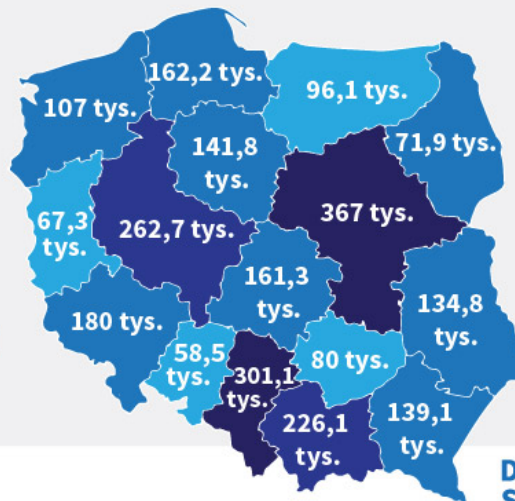 162,2 tys.
96,1 tys.
107 tys.
141,8
tys.
71,9 tys.
67,3
tys.
262,7 tys.
367 tys.
161,3
tys.
134,8
tys.
180 tys.
58,5
tys.
301,1
tys.
80 tys.
226,1
tys.
139,1
tys.